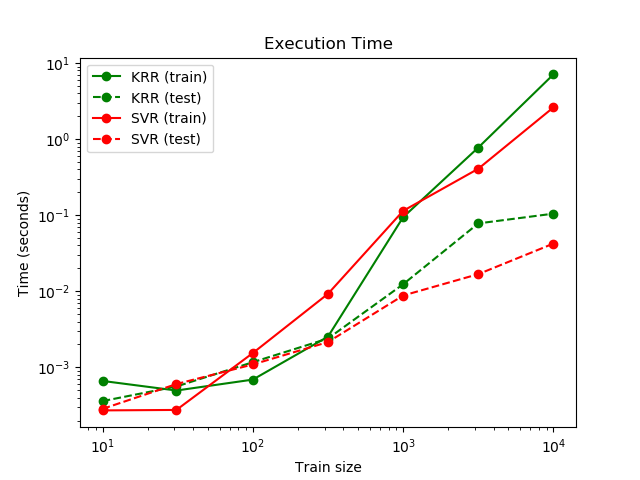 Execution Time
KRR (train)
KRR (test)
SVR (train)
SVR (test)
Time (seconds)
10¹
10⁰
10⁻¹
10⁻²
10⁻³
10¹ 10² 10³ 10⁴
Train size